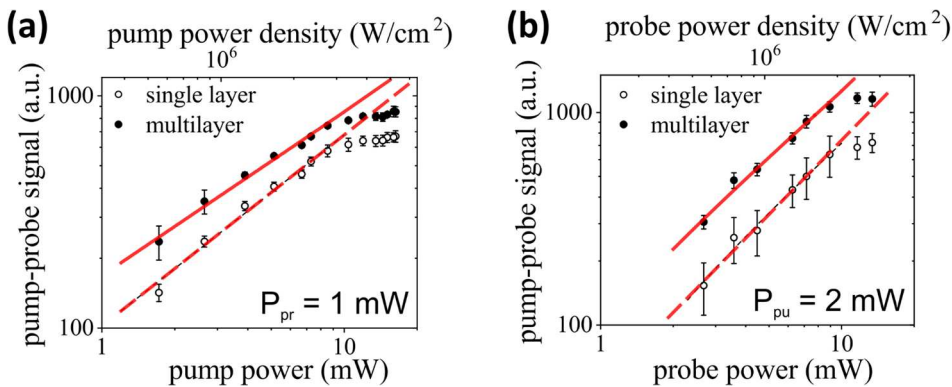 (a)
pump power density (W/cm²)
10⁶
1000
100
pump-probe signal (a.u.)
single layer
multilayer
P_pr = 1 mW
1
10
pump power (mW)
(b)
probe power density (W/cm²)
10⁶
1000
100
pump-probe signal (a.u.)
single layer
multilayer
P_pu = 2 mW
1
10
probe power (mW)